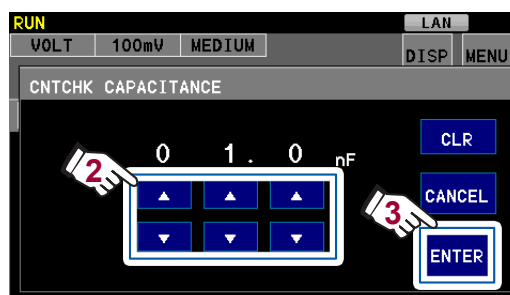 RUN LAN
VOLT 100mV MEDIUM DISP MENU
CNTCHK CAPACITANCE
0 1. 0 nF CLR
2
▲ ▲ ▲ CANCEL
3
▼ ▼ ▼ ENTER